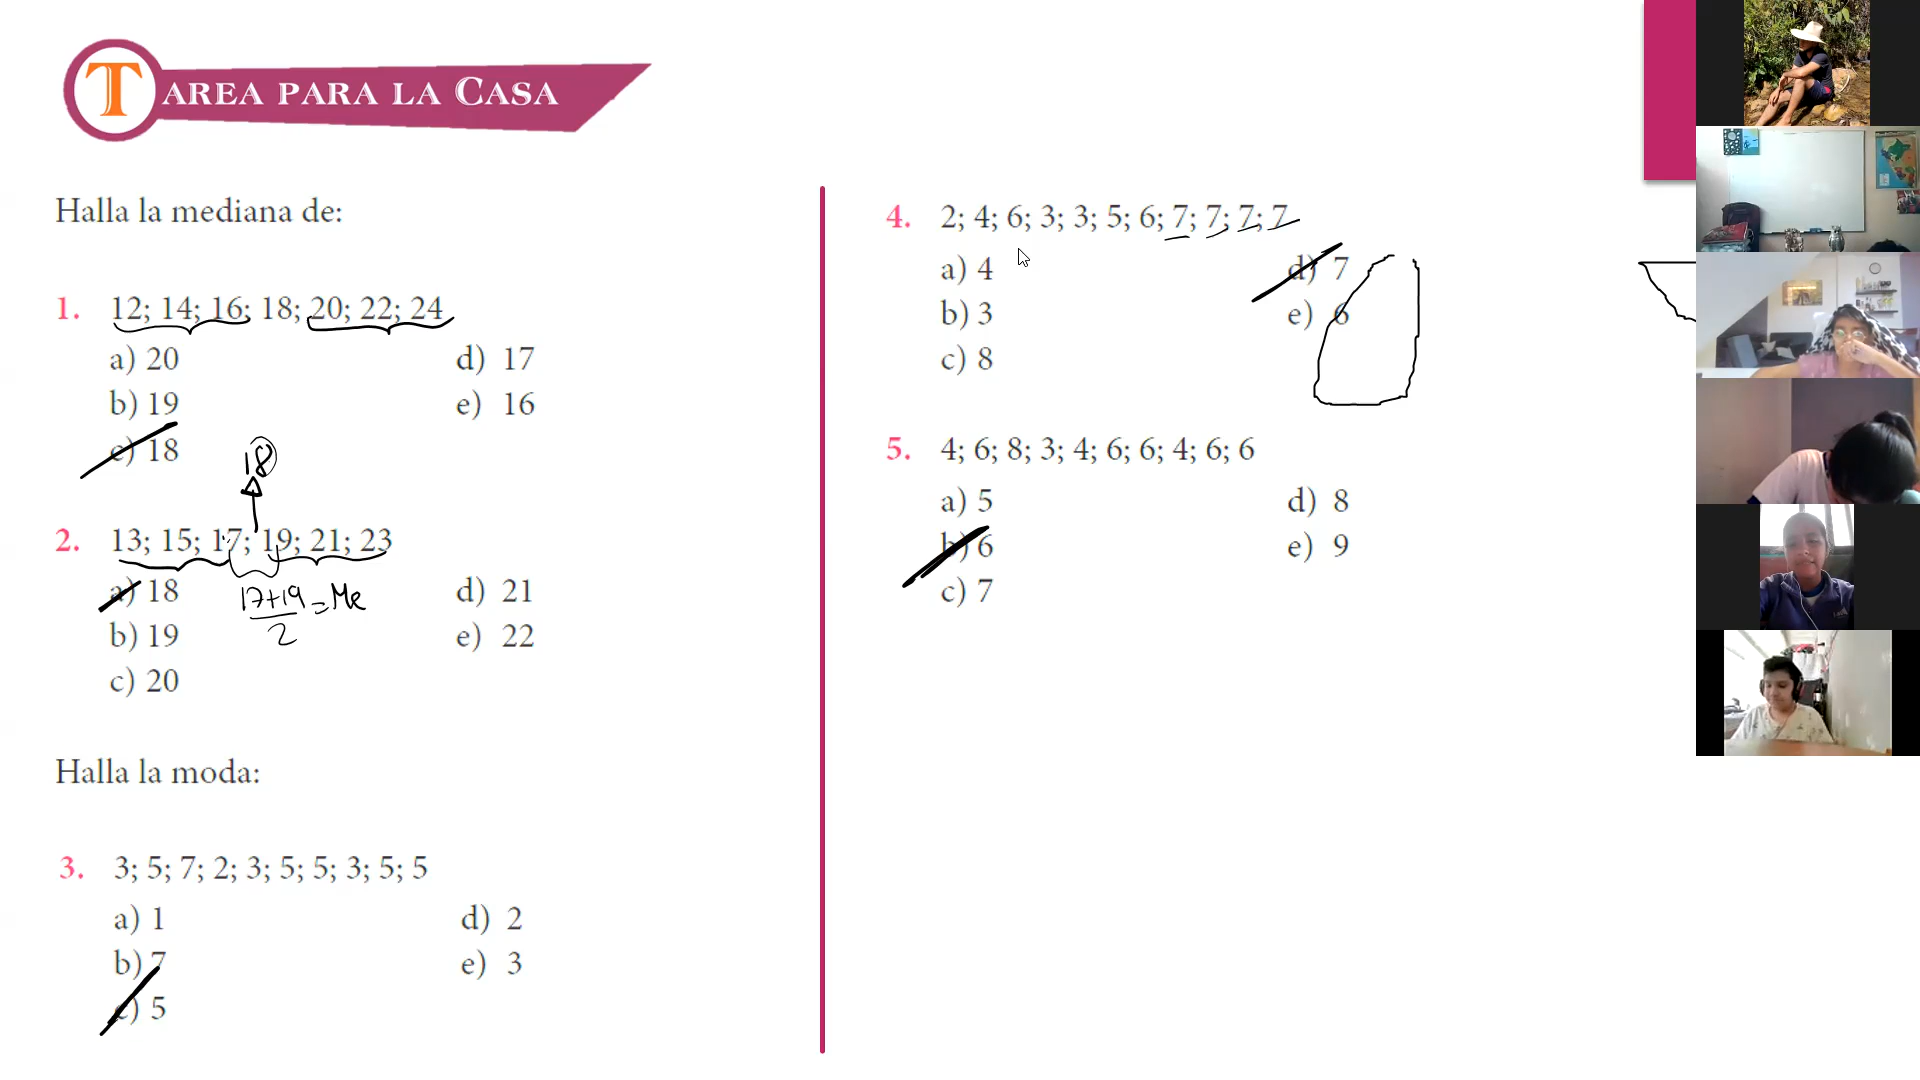 TAREA PARA LA CASA
Halla la mediana de:
1. 12; 14; 16; 18; 20; 22; 24
a) 20
d) 17
b) 19
e) 16
c) 18
18
2. 13; 15; 17; 19; 21; 23
a) 18
d) 21
17+19
= Me
2
b) 19
e) 22
c) 20
Halla la moda:
3. 3; 5; 7; 2; 3; 5; 5; 3; 5; 5
a) 1
d) 2
b) 7
e) 3
c) 5
4. 2; 4; 6; 3; 3; 5; 6; 7; 7; 7; 7
a) 4
d) 7
b) 3
e) 6
c) 8
5. 4; 6; 8; 3; 4; 6; 6; 4; 6; 6
a) 5
d) 8
b) 6
e) 9
c) 7